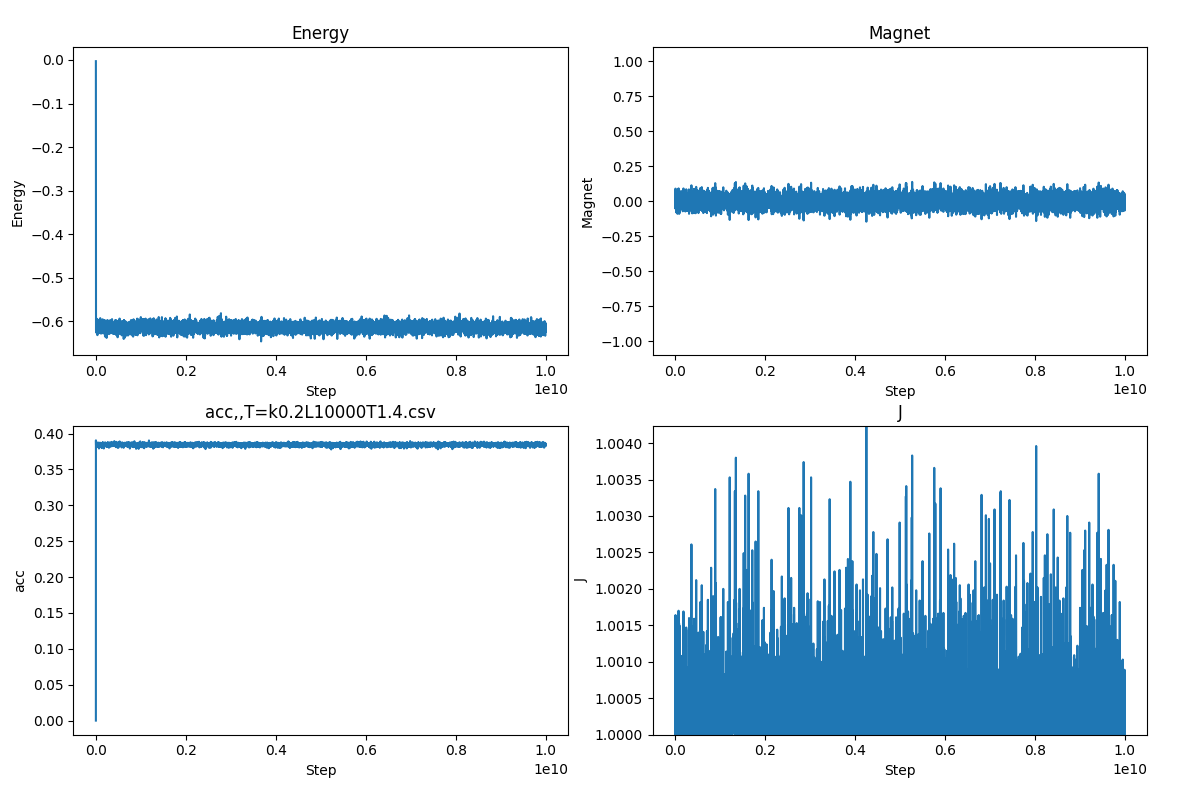 Energy
0.0
−0.1
−0.2
−0.3
−0.4
−0.5
−0.6
Energy
0.0 0.2 0.4 0.6 0.8 1.0
1e10
Step
Magnet
1.00
0.75
0.50
0.25
0.00
−0.25
−0.50
−0.75
−1.00
Magnet
0.0 0.2 0.4 0.6 0.8 1.0
1e10
Step
acc,,T=k0.2L10000T1.4.csv
0.40
0.35
0.30
0.25
0.20
0.15
0.10
0.05
0.00
acc
0.0 0.2 0.4 0.6 0.8 1.0
1e10
Step
J
1.0040
1.0035
1.0030
1.0025
1.0020
1.0015
1.0010
1.0005
1.0000
J
0.0 0.2 0.4 0.6 0.8 1.0
1e10
Step